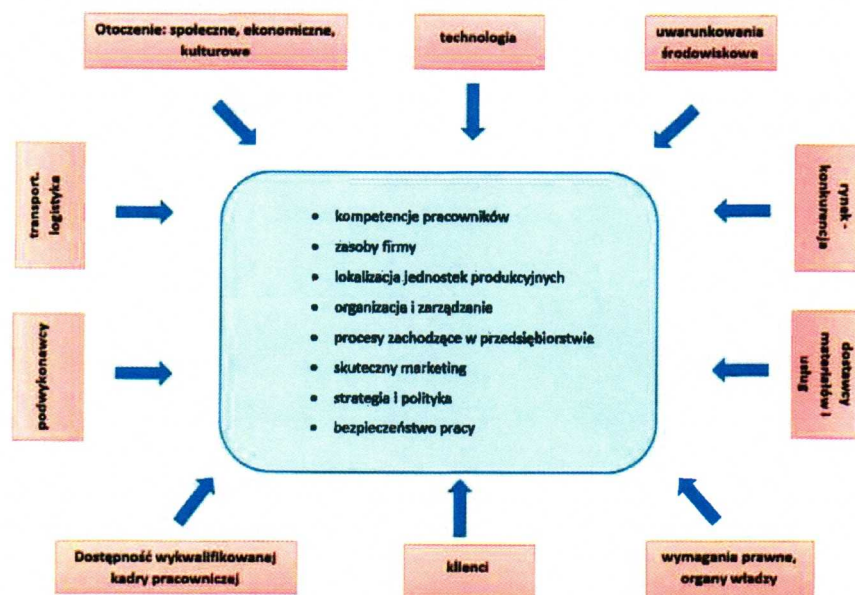 Otoczenie: społeczne, ekonomiczne,
kulturowe
technologia
uwarunkowania
środowiskowe
transport.
logistyka
rynek-
konkurencja
• kompetencje pracowników
• zasoby firmy
• lokalizacja jednostek produkcyjnych
• organizacja i zarządzanie
• procesy zachodzące w przedsiębiorstwie
• skuteczny marketing
• strategia i polityka
• bezpieczeństwo pracy
podwykonawcy
dostawcy
materiałów i
usług
Dostępność wykwalifikowanej
kadry pracowniczej
klienci
wymagania prawne,
organy władzy